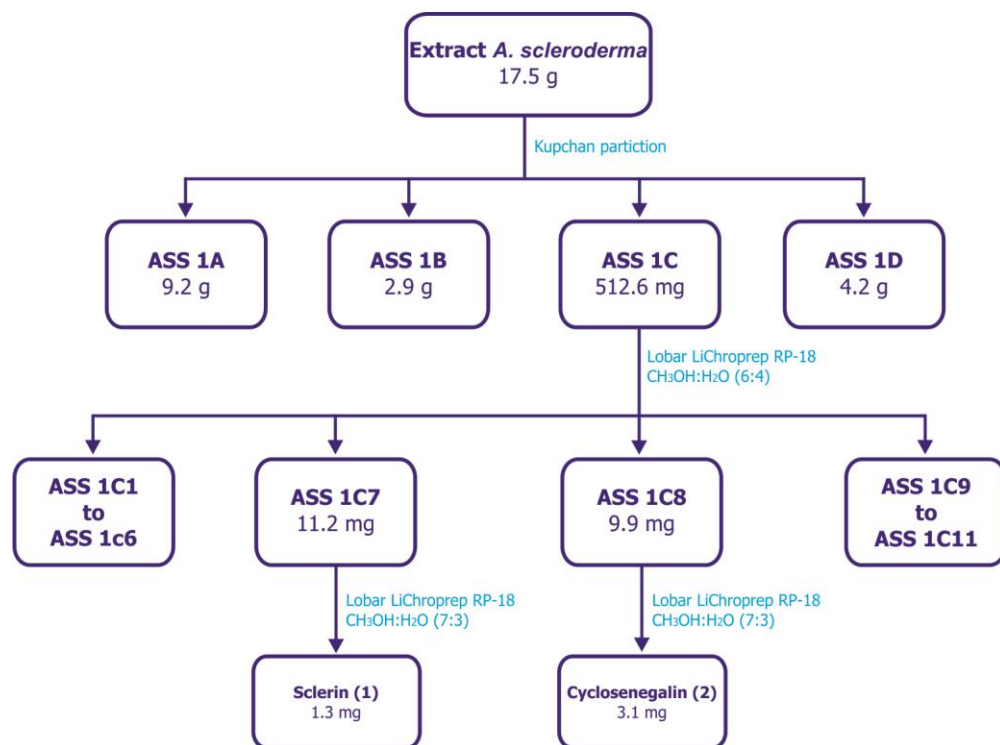 Extract A. scleroderma
17.5 g
Kupchan partiction
ASS 1A
9.2 g
ASS 1B
2.9 g
ASS 1C
512.6 mg
ASS 1D
4.2 g
Lobar LiChroprep RP-18
CH₃OH:H₂O (6:4)
ASS 1C1
to
ASS 1c6
ASS 1C7
11.2 mg
ASS 1C8
9.9 mg
ASS 1C9
to
ASS 1C11
Lobar LiChroprep RP-18
CH₃OH:H₂O (7:3)
Lobar LiChroprep RP-18
CH₃OH:H₂O (7:3)
Sclerin (1)
1.3 mg
Cyclosenegalin (2)
3.1 mg